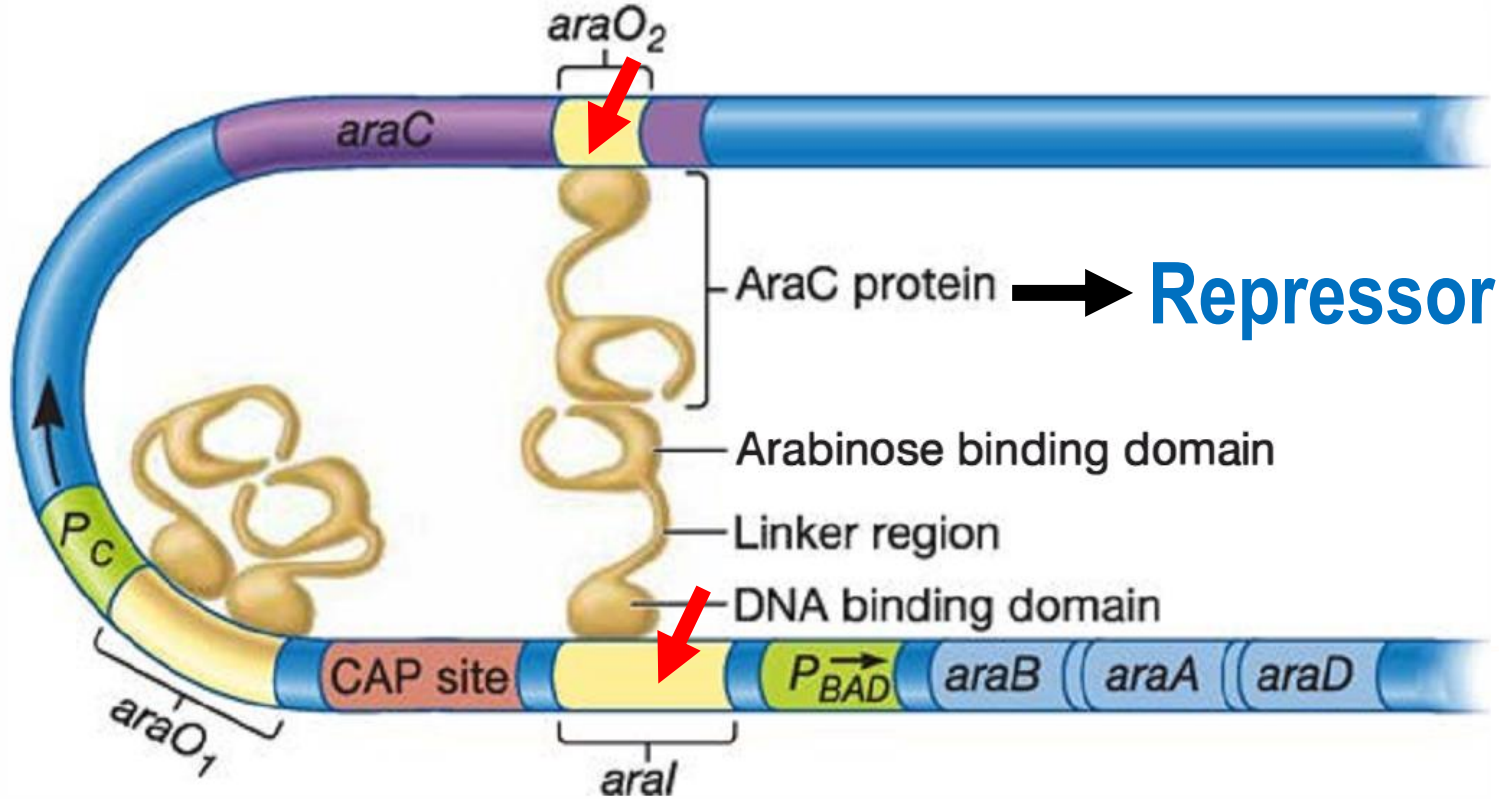 araO2
araC
AraC protein
Repressor
Arabinose binding domain
Linker region
DNA binding domain
PC
araO1
CAP site
araI
PBAD
araB
araA
araD